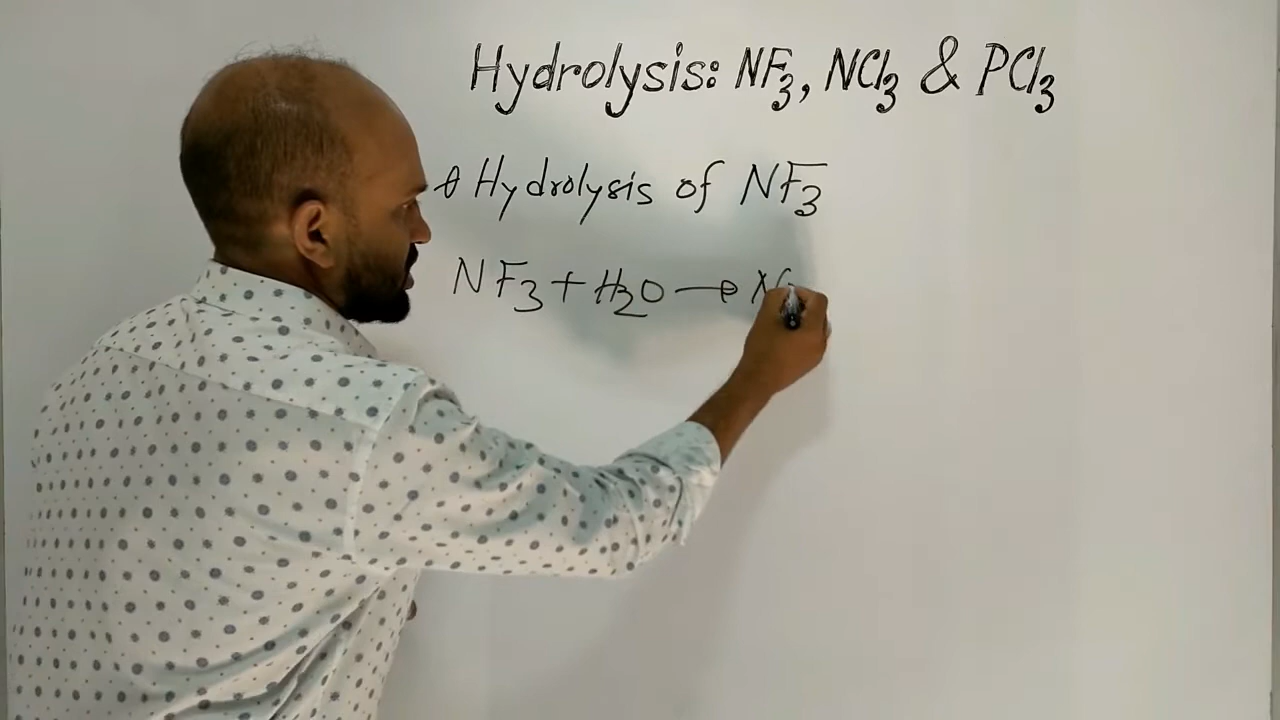 Hydrolysis: NF3, NCl3 & PCl3
Hydrolysis of NF3
NF3 + H2O →